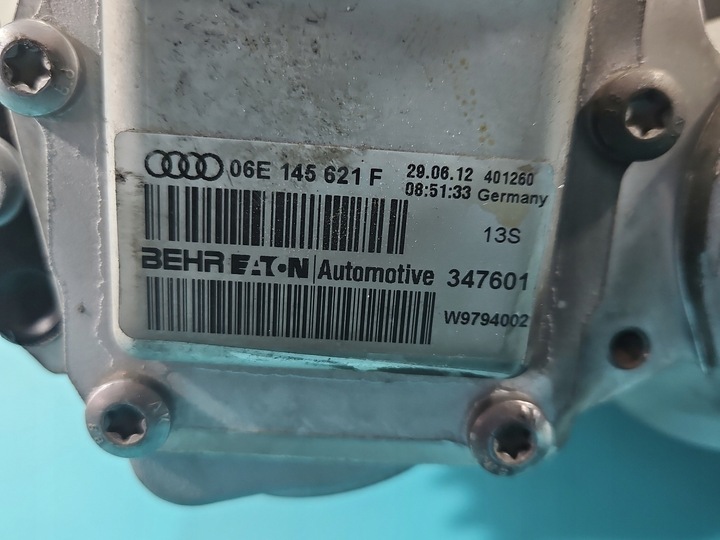 06E 145 621 F 29.06.12 401260
08:51:33 Germany
13S
BEHR EATON Automotive 347601
W9794002